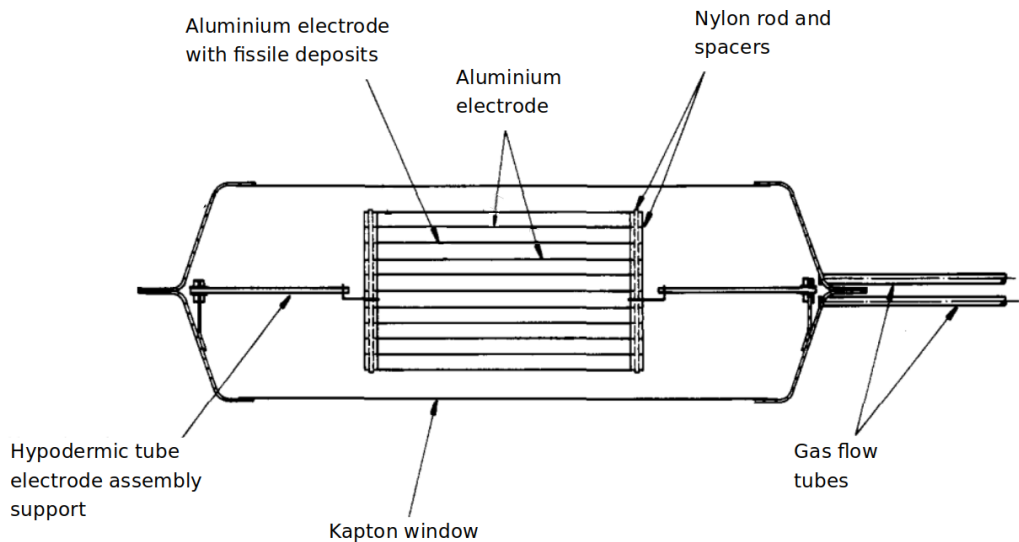 Aluminium electrode
with fissile deposits
Nylon rod and
spacers
Aluminium
electrode
Hypodermic tube
electrode assembly
support
Kapton window
Gas flow
tubes